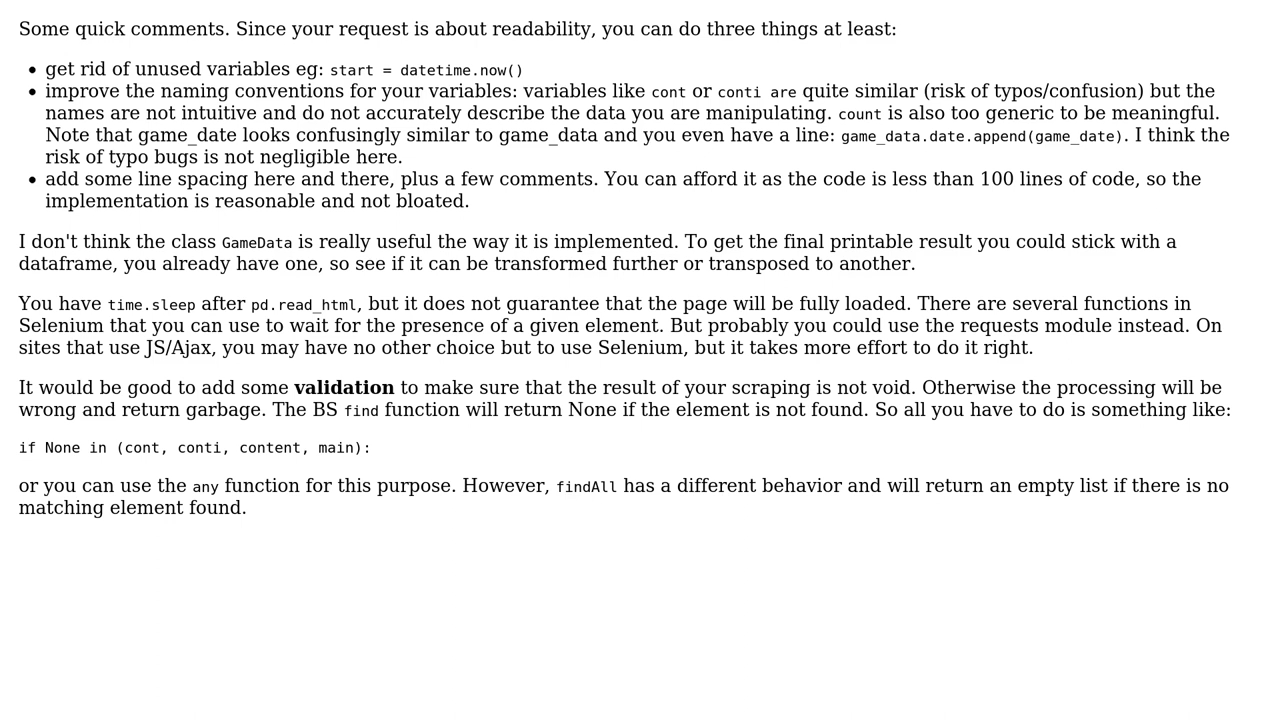 Some quick comments. Since your request is about readability, you can do three things at least:
• get rid of unused variables eg: start = datetime.now()
• improve the naming conventions for your variables: variables like cont or conti are quite similar (risk of typos/confusion) but the
names are not intuitive and do not accurately describe the data you are manipulating. count is also too generic to be meaningful.
Note that game_date looks confusingly similar to game_data and you even have a line: game_data.date.append(game_date). I think the
risk of typo bugs is not negligible here.
• add some line spacing here and there, plus a few comments. You can afford it as the code is less than 100 lines of code, so the
implementation is reasonable and not bloated.
I don't think the class GameData is really useful the way it is implemented. To get the final printable result you could stick with a
dataframe, you already have one, so see if it can be transformed further or transposed to another.
You have time.sleep after pd.read_html, but it does not guarantee that the page will be fully loaded. There are several functions in
Selenium that you can use to wait for the presence of a given element. But probably you could use the requests module instead. On
sites that use JS/Ajax, you may have no other choice but to use Selenium, but it takes more effort to do it right.
It would be good to add some validation to make sure that the result of your scraping is not void. Otherwise the processing will be
wrong and return garbage. The BS find function will return None if the element is not found. So all you have to do is something like:
if None in (cont, conti, content, main):
or you can use the any function for this purpose. However, findAll has a different behavior and will return an empty list if there is no
matching element found.